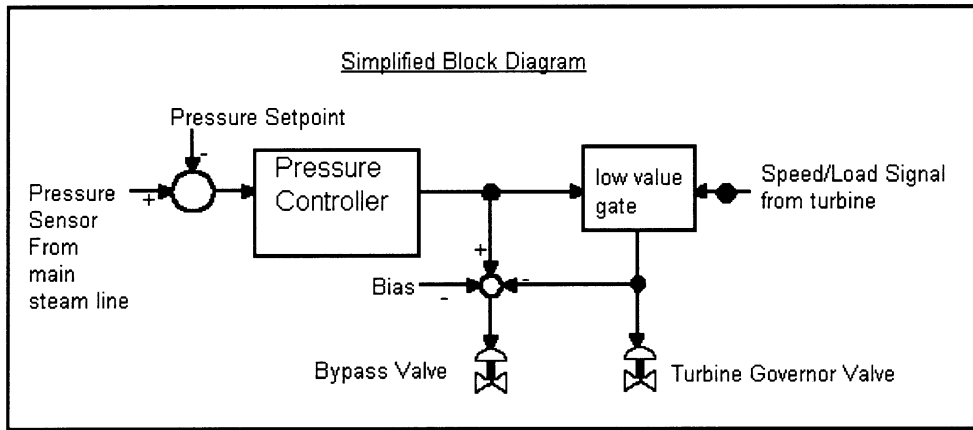 Simplified Block Diagram
Pressure Setpoint
-
Pressure
Controller
low value
gate
Speed/Load Signal
from turbine
Pressure
Sensor
From
main
steam line
+
+
Bias
-
-
Bypass Valve
Turbine Governor Valve